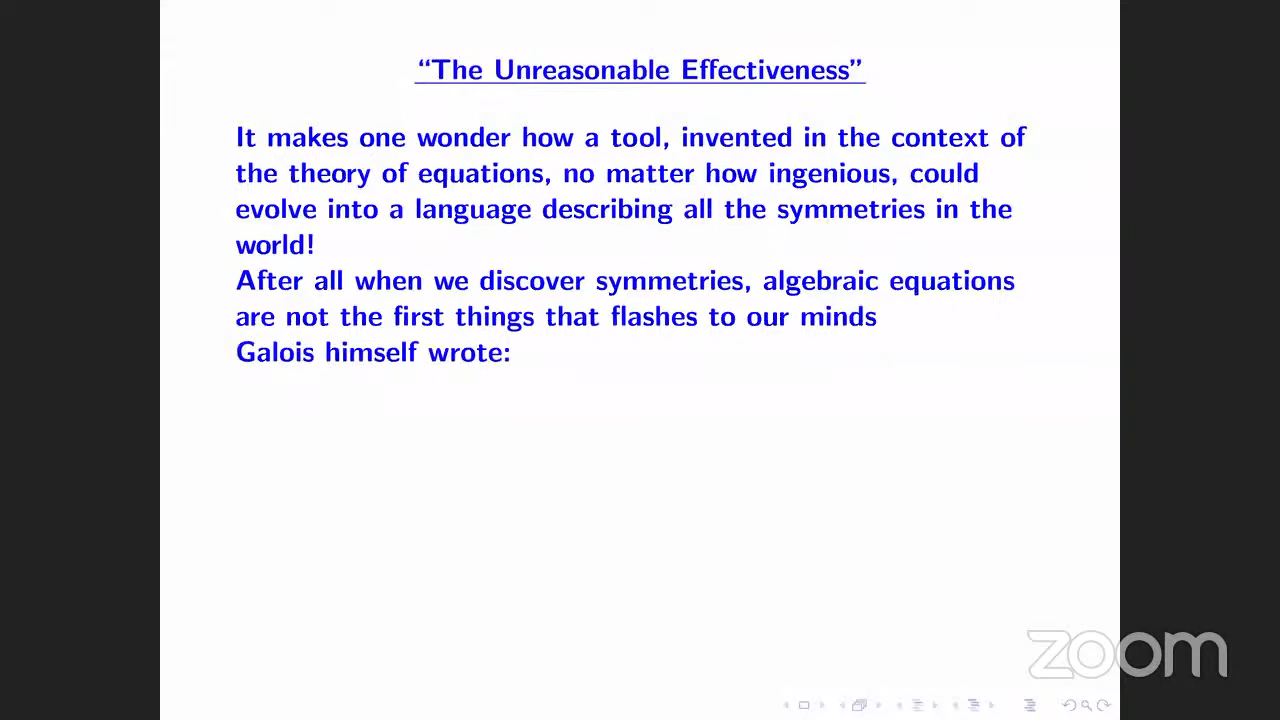 “The Unreasonable Effectiveness”
It makes one wonder how a tool, invented in the context of
the theory of equations, no matter how ingenious, could
evolve into a language describing all the symmetries in the
world!
After all when we discover symmetries, algebraic equations
are not the first things that flashes to our minds
Galois himself wrote:
zoom